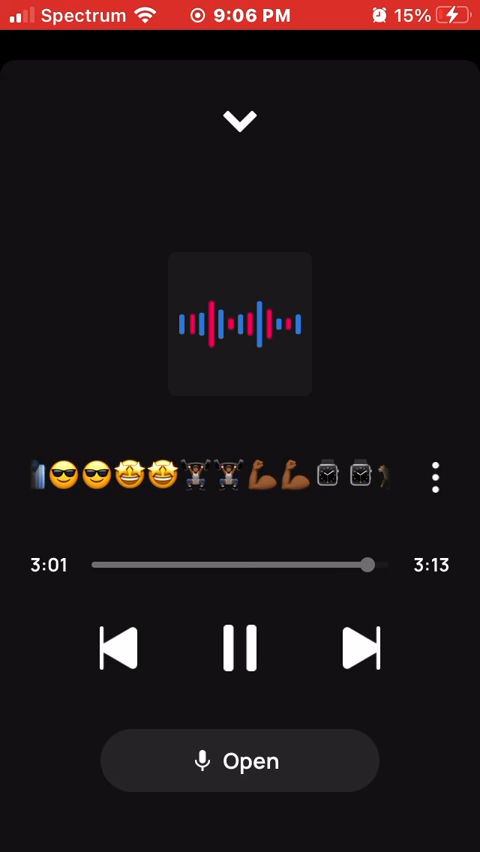 Spectrum 9:06 PM 15%
😎😎🤩🤩🏋🏾🏋🏾💪🏾💪🏾⌚⌚
3:01 3:13
Open